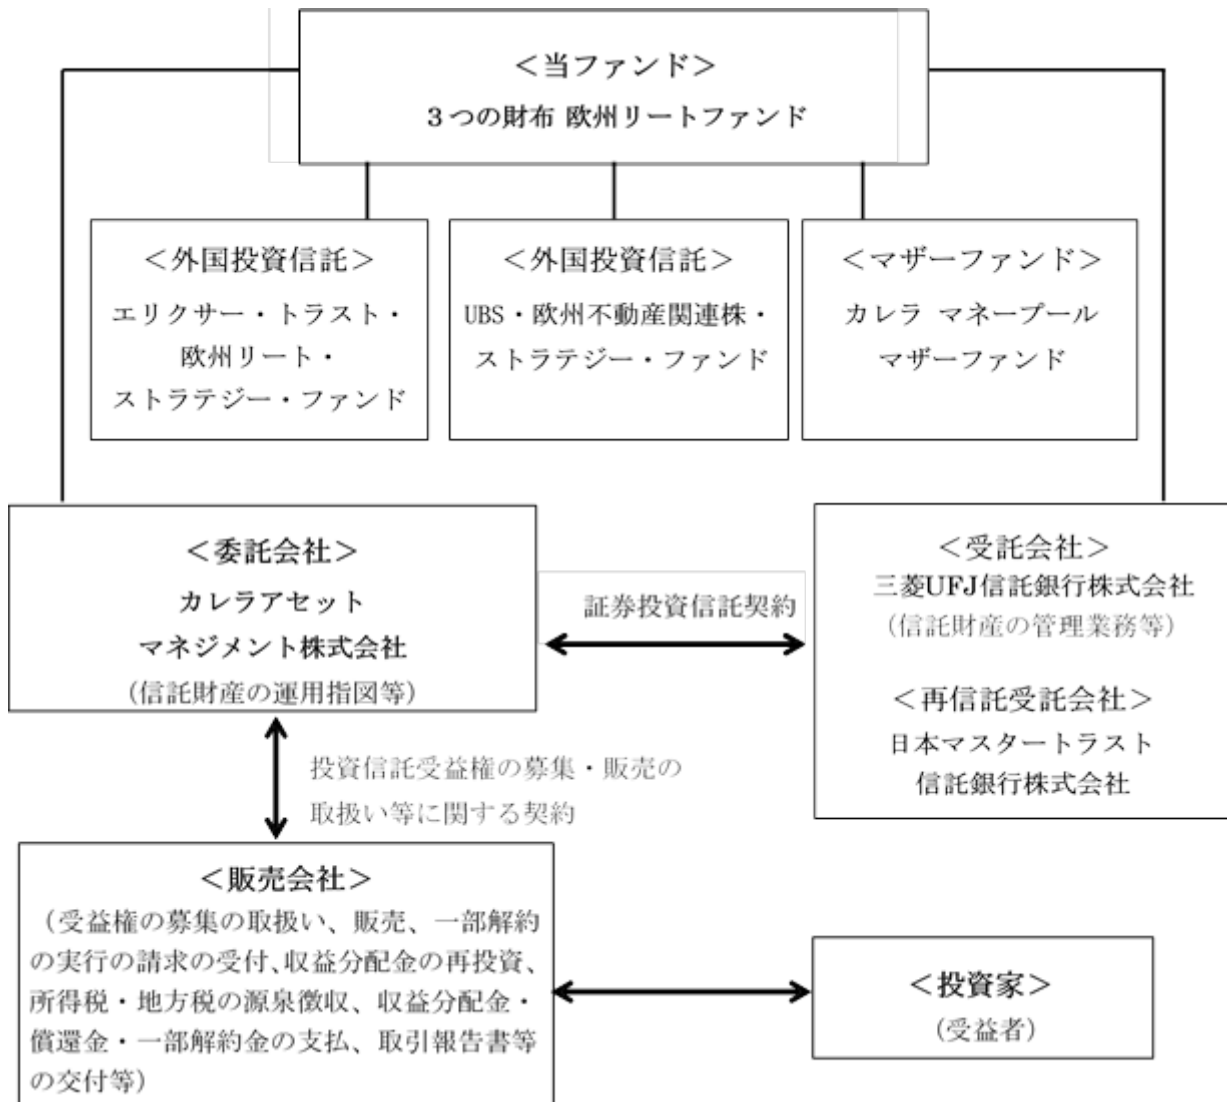 ＜当ファンド＞
３つの財布 欧州リートファンド
＜外国投資信託＞
エリクサー・トラスト・
欧州リート・
ストラテジー・ファンド
＜外国投資信託＞
UBS・欧州不動産関連株・
ストラテジー・ファンド
＜マザーファンド＞
カレラ マネープール
マザーファンド
＜委託会社＞
カレラアセット
マネジメント株式会社
（信託財産の運用指図等）
証券投資信託契約
＜受託会社＞
三菱UFJ信託銀行株式会社
（信託財産の管理業務等）
＜再信託受託会社＞
日本マスタートラスト
信託銀行株式会社
投資信託受益権の募集・販売の
取扱い等に関する契約
＜販売会社＞
（受益権の募集の取扱い、販売、一部解約
の実行の請求の受付、収益分配金の再投資、
所得税・地方税の源泉徴収、収益分配金・
償還金・一部解約金の支払、取引報告書等
の交付等）
＜投資家＞
（受益者）